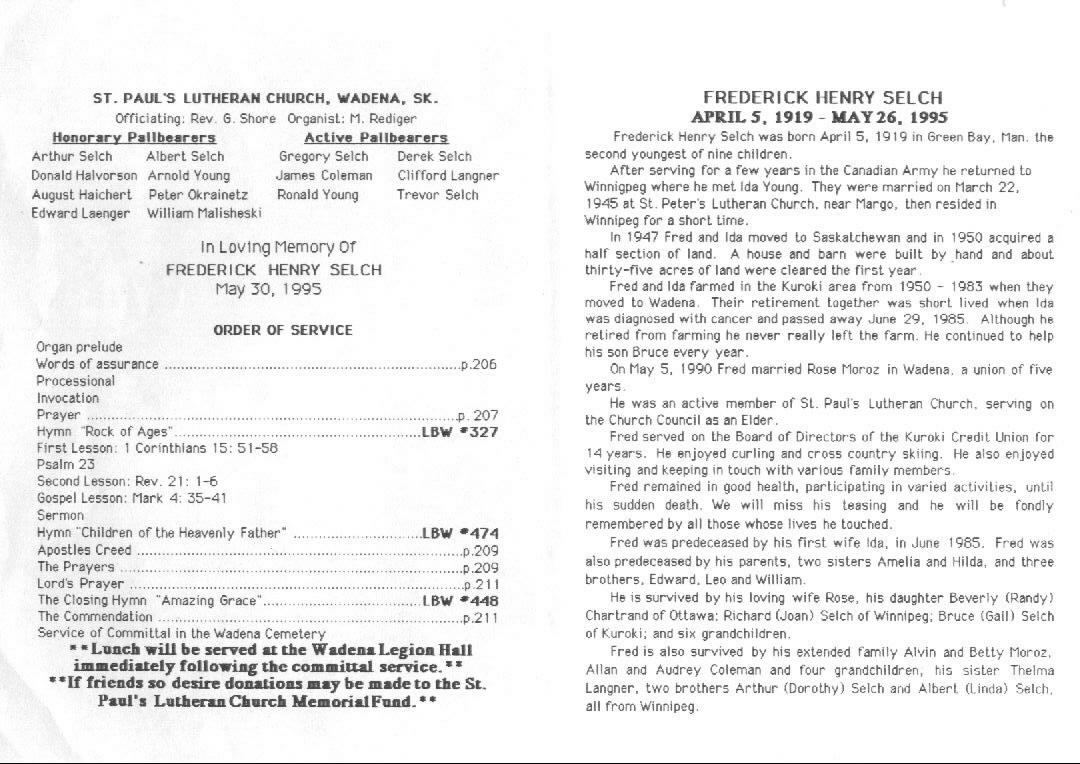 ST. PAUL'S LUTHERAN CHURCH, WADENA, SK.
Officiating: Rev. G. Shore Organist: M. Rediger
Honorary Pallbearers Active Pallbearers
Arthur Selch Albert Selch Gregory Selch Derek Selch
Donald Halvorson Arnold Young James Coleman Clifford Langner
August Haichert Peter Okrainetz Ronald Young Trevor Selch
Edward Laenger William Malisheski
In Loving Memory Of
FREDERICK HENRY SELCH
May 30, 1995
ORDER OF SERVICE
Organ prelude
Words of assurance ........................................................................p.206
Processional
Invocation
Prayer ..........................................................................................p. 207
Hymn "Rock of Ages"............................................................LBW #327
First Lesson: 1 Corinthians 15: 51-58
Psalm 23
Second Lesson: Rev. 21: 1-6
Gospel Lesson: Mark 4: 35-41
Sermon
Hymn "Children of the Heavenly Father" ...............................LBW #474
Apostles Creed ...............................................................................p.209
The Prayers ...................................................................................p.209
Lord's Prayer .................................................................................p.211
The Closing Hymn "Amazing Grace".......................................LBW #448
The Commendation ..........................................................................p.211
Service of Committal in the Wadena Cemetery
**Lunch will be served at the Wadena Legion Hall
immediately following the committal service.**
**If friends so desire donations may be made to the St.
Paul's Lutheran Church Memorial Fund.**
FREDERICK HENRY SELCH
APRIL 5, 1919 - MAY 26, 1995
Frederick Henry Selch was born April 5, 1919 in Green Bay, Man. the
second youngest of nine children.
After serving for a few years in the Canadian Army he returned to
Winnigpeg where he met Ida Young. They were married on March 22,
1945 at St. Peter's Lutheran Church, near Margo, then resided in
Winnipeg for a short time.
In 1947 Fred and Ida moved to Saskatchewan and in 1950 acquired a
half section of land. A house and barn were built by hand and about
thirty-five acres of land were cleared the first year.
Fred and Ida farmed in the Kuroki area from 1950 - 1983 when they
moved to Wadena. Their retirement together was short lived when Ida
was diagnosed with cancer and passed away June 29, 1985. Although he
retired from farming he never really left the farm. He continued to help
his son Bruce every year.
On May 5, 1990 Fred married Rose Moroz in Wadena, a union of five
years.
He was an active member of St. Paul's Lutheran Church, serving on
the Church Council as an Elder.
Fred served on the Board of Directors of the Kuroki Credit Union for
14 years. He enjoyed curling and cross country skiing. He also enjoyed
visiting and keeping in touch with various family members.
Fred remained in good health, participating in varied activities, until
his sudden death. We will miss his teasing and he will be fondly
remembered by all those whose lives he touched.
Fred was predeceased by his first wife Ida, in June 1985. Fred was
also predeceased by his parents, two sisters Amelia and Hilda, and three
brothers, Edward, Leo and William.
He is survived by his loving wife Rose, his daughter Beverly (Randy)
Chartrand of Ottawa; Richard (Joan) Selch of Winnipeg; Bruce (Gail) Selch
of Kuroki; and six grandchildren.
Fred is also survived by his extended family Alvin and Betty Moroz,
Allan and Audrey Coleman and four grandchildren, his sister Thelma
Langner, two brothers Arthur (Dorothy) Selch and Albert (Linda) Selch,
all from Winnipeg.